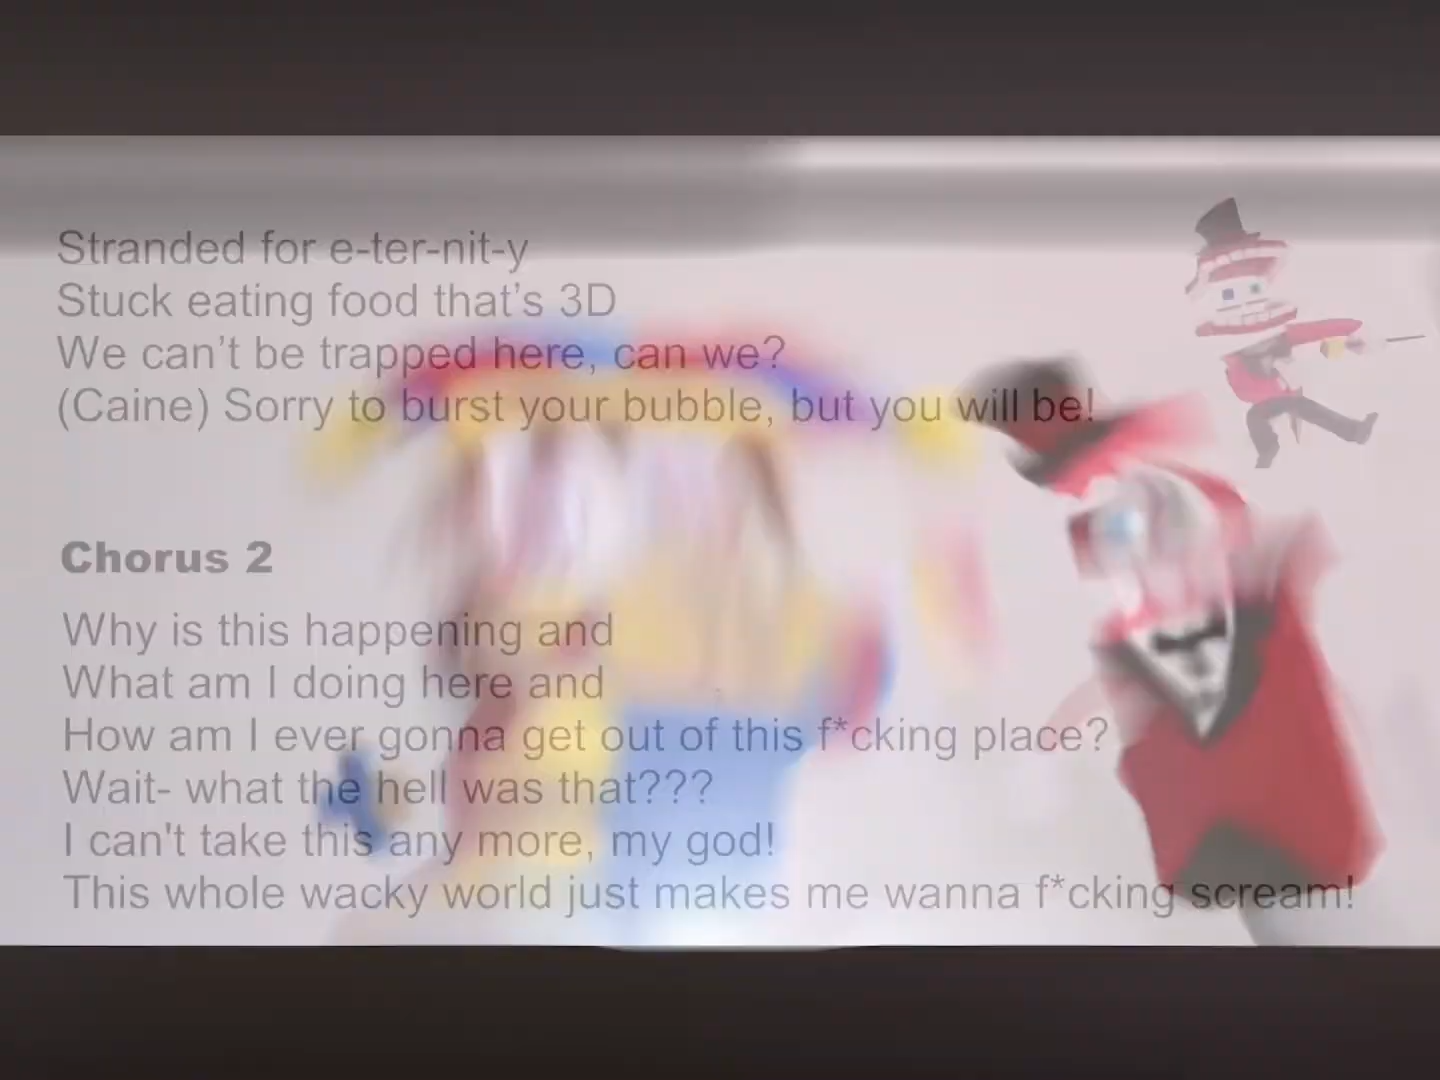 Stranded for e-ter-nit-y
Stuck eating food that’s 3D
We can’t be trapped here, can we?
(Caine) Sorry to burst your bubble, but you will be!
Chorus 2
Why is this happening and
What am I doing here and
How am I ever gonna get out of this f*cking place?
Wait- what the hell was that???
I can't take this any more, my god!
This whole wacky world just makes me wanna f*cking scream!